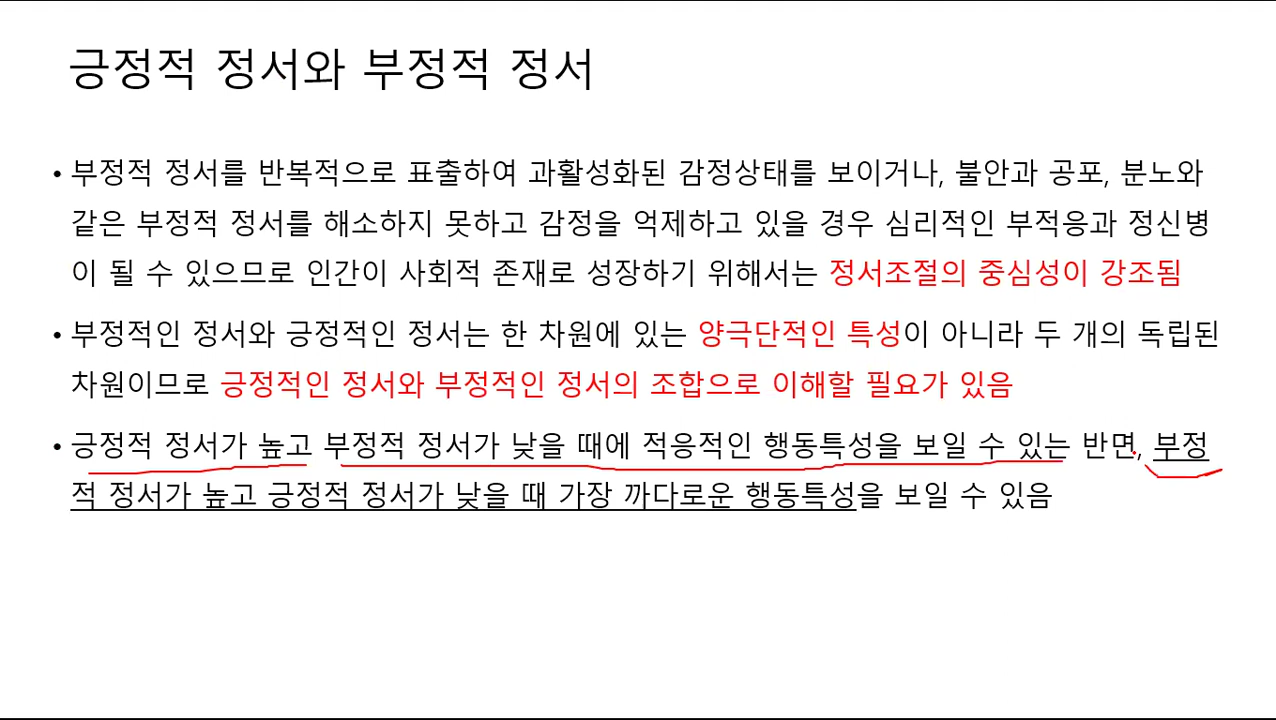 긍정적 정서와 부정적 정서
• 부정적 정서를 반복적으로 표출하여 과활성화된 감정상태를 보이거나, 불안과 공포, 분노와
같은 부정적 정서를 해소하지 못하고 감정을 억제하고 있을 경우 심리적인 부적응과 정신병
이 될 수 있으므로 인간이 사회적 존재로 성장하기 위해서는 정서조절의 중심성이 강조됨
• 부정적인 정서와 긍정적인 정서는 한 차원에 있는 양극단적인 특성이 아니라 두 개의 독립된
차원이므로 긍정적인 정서와 부정적인 정서의 조합으로 이해할 필요가 있음
• 긍정적 정서가 높고 부정적 정서가 낮을 때에 적응적인 행동특성을 보일 수 있는 반면, 부정
적 정서가 높고 긍정적 정서가 낮을 때 가장 까다로운 행동특성을 보일 수 있음